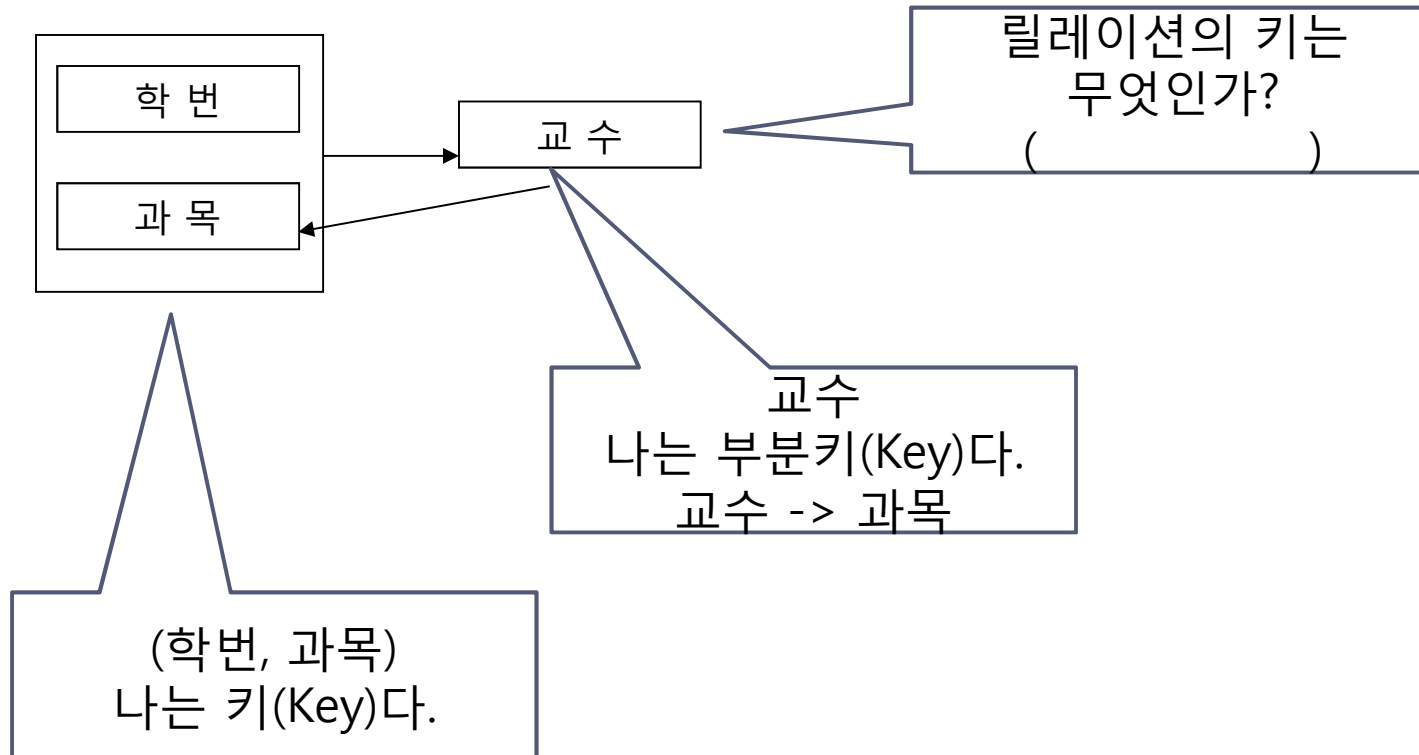 학 번
과 목
교 수
릴레이션의 키는
무엇인가?
( )
교수
나는 부분키(Key)다.
교수 -> 과목
(학번, 과목)
나는 키(Key)다.